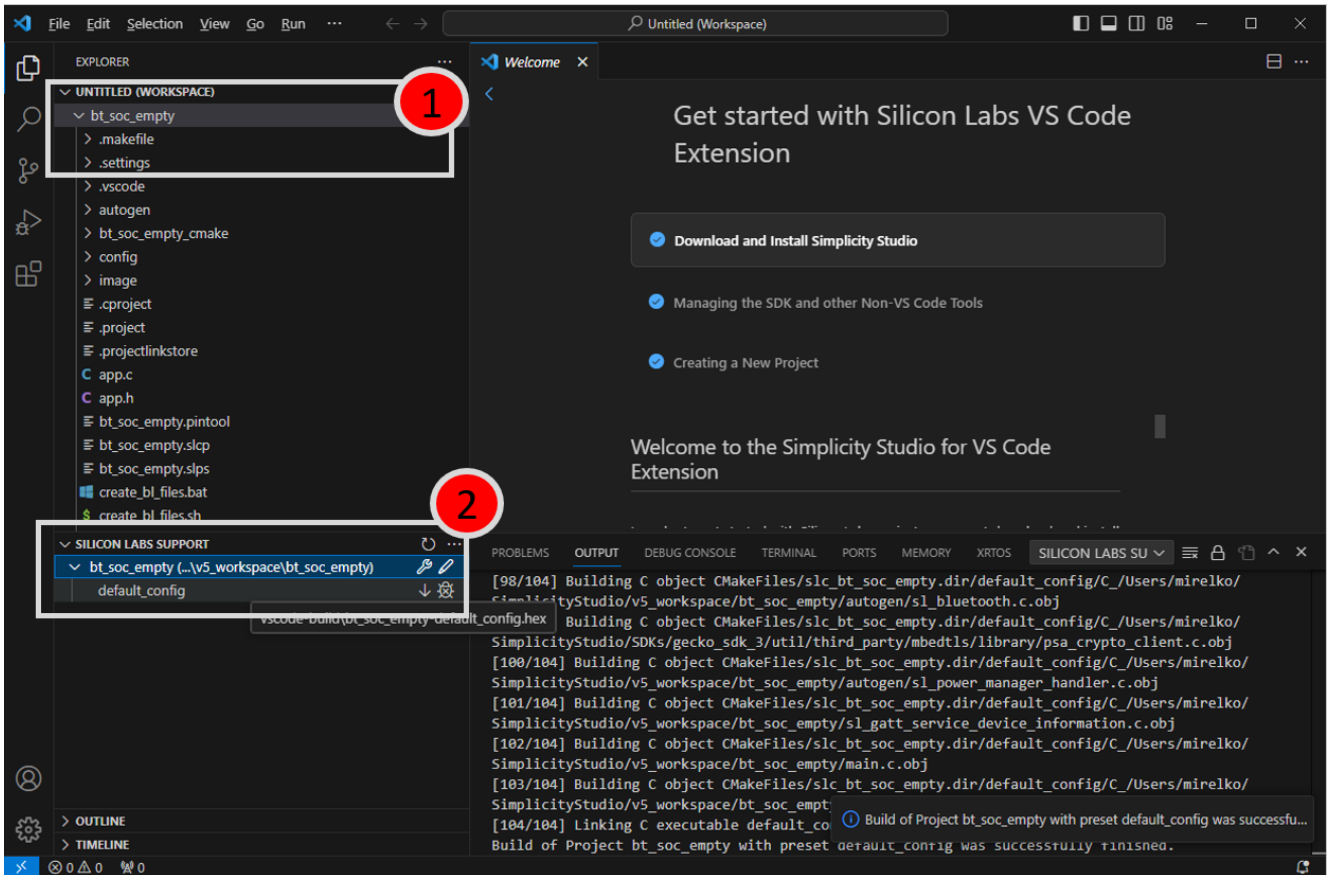 File Edit Selection View Go Run ··· Untitled (Workspace)
EXPLORER ···
UNTITLED (WORKSPACE)
1
bt_soc_empty
.makefile
.settings
.vscode
autogen
bt_soc_empty_cmake
config
image
.cproject
.project
.projectlinkstore
C app.c
C app.h
bt_soc_empty.pintool
bt_soc_empty.slcp
bt_soc_empty.slps
create_bl_files.bat
$ create_bl_files.sh
2
SILICON LABS SUPPORT ···
bt_soc_empty (...\v5_workspace\bt_soc_empty)
default_config
vscode-build\bt_soc_empty-default_config.hex
OUTLINE
TIMELINE
Welcome
Get started with Silicon Labs VS Code
Extension
Download and Install Simplicity Studio
Managing the SDK and other Non-VS Code Tools
Creating a New Project
Welcome to the Simplicity Studio for VS Code
Extension
PROBLEMS OUTPUT DEBUG CONSOLE TERMINAL PORTS MEMORY XRTOS SILICON LABS SU
[98/104] Building C object CMakeFiles/slc_bt_soc_empty.dir/default_config/C_/Users/mirelko/
SimplicityStudio/v5_workspace/bt_soc_empty/autogen/sl_bluetooth.c.obj
Building C object CMakeFiles/slc_bt_soc_empty.dir/default_config/C_/Users/mirelko/
SimplicityStudio/SDKs/gecko_sdk_3/util/third_party/mbedtls/library/psa_crypto_client.c.obj
[100/104] Building C object CMakeFiles/slc_bt_soc_empty.dir/default_config/C_/Users/mirelko/
SimplicityStudio/v5_workspace/bt_soc_empty/autogen/sl_power_manager_handler.c.obj
[101/104] Building C object CMakeFiles/slc_bt_soc_empty.dir/default_config/C_/Users/mirelko/
SimplicityStudio/v5_workspace/bt_soc_empty/sl_gatt_service_device_information.c.obj
[102/104] Building C object CMakeFiles/slc_bt_soc_empty.dir/default_config/C_/Users/mirelko/
SimplicityStudio/v5_workspace/bt_soc_empty/main.c.obj
[103/104] Building C object CMakeFiles/slc_bt_soc_empty.dir/default_config/C_/Users/mirelko/
SimplicityStudio/v5_workspace/bt_soc_empt
[104/104] Linking C executable default_co
Build of Project bt_soc_empty with preset default_config was successfully finished.
Build of Project bt_soc_empty with preset default_config was successfu...
0 0 0